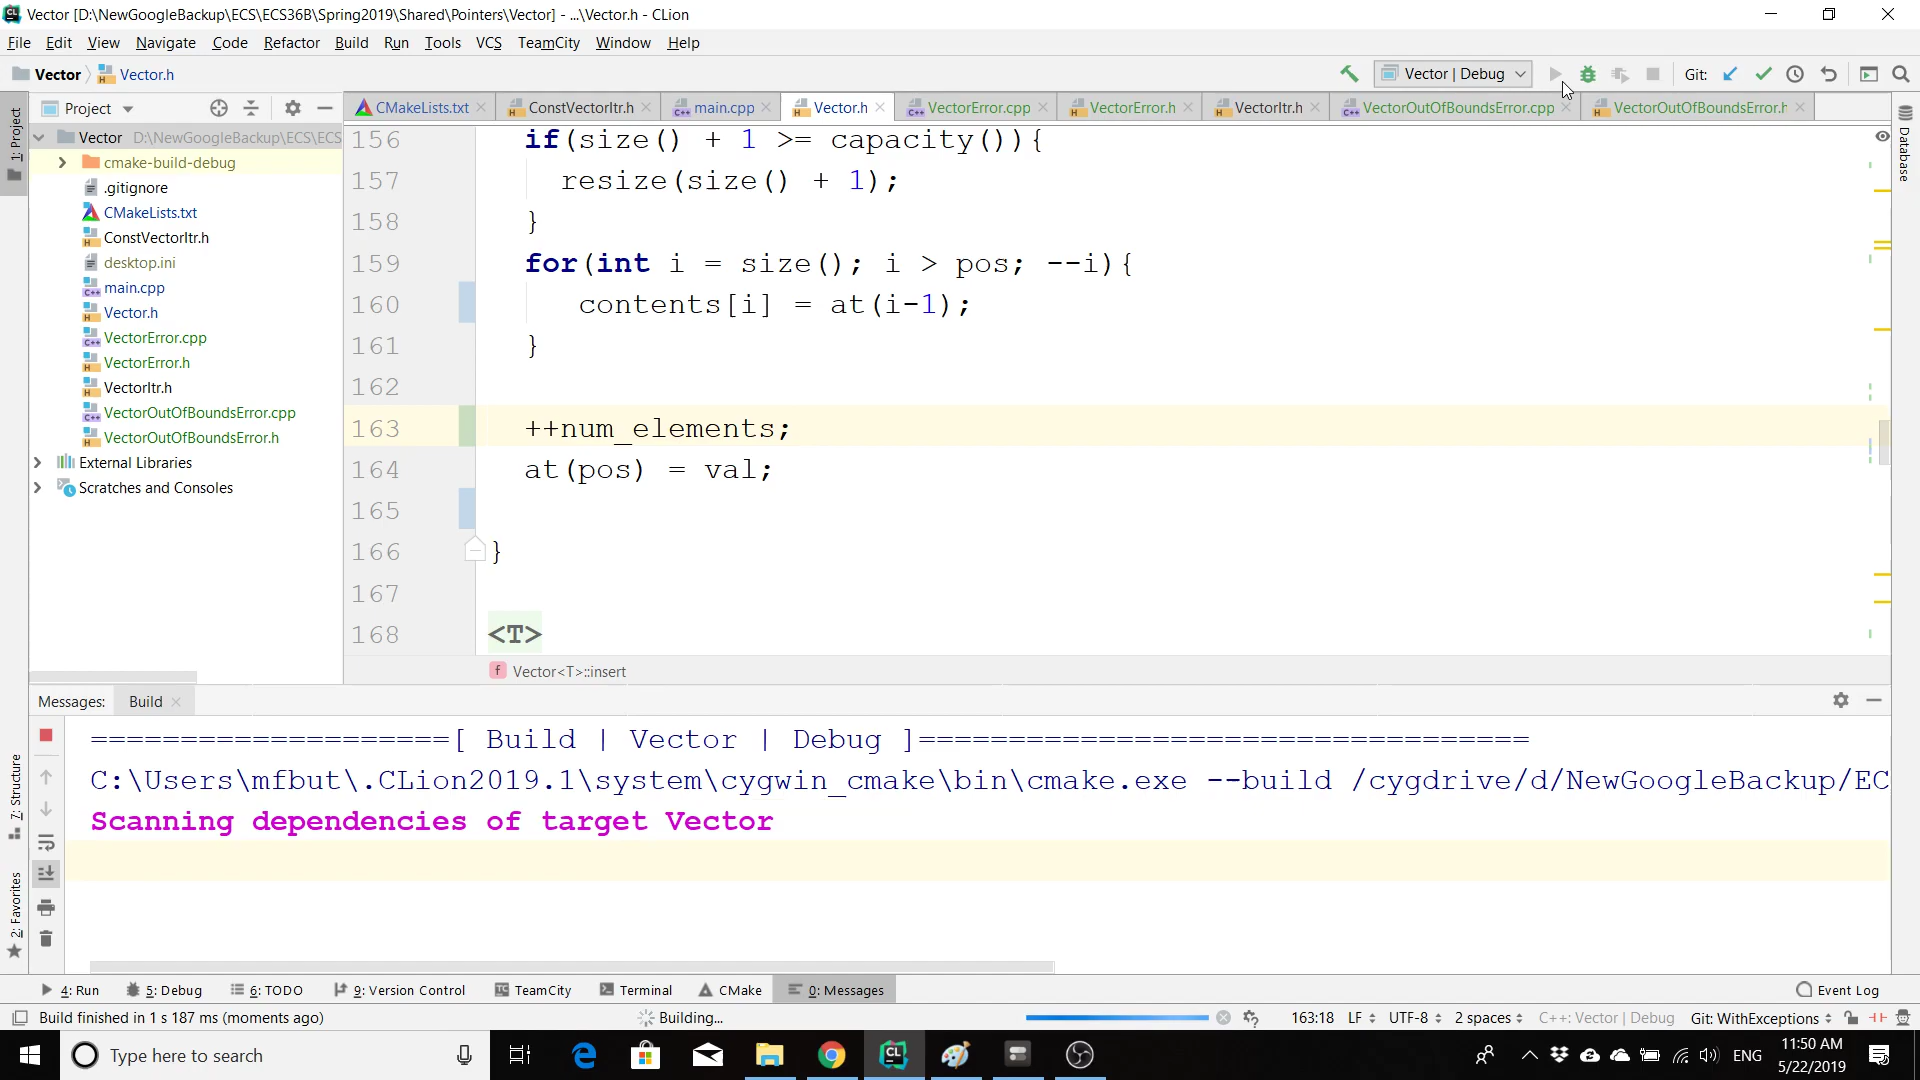 Vector [D:\NewGoogleBackup\ECS\ECS36B\Spring2019\Shared\Pointers\Vector] - ...\Vector.h - CLion
File Edit View Navigate Code Refactor Build Run Tools VCS TeamCity Window Help
Vector Vector.h Vector | Debug Git:
Project CMakeLists.txt ConstVectorItr.h main.cpp Vector.h VectorError.cpp VectorError.h VectorItr.h VectorOutOfBoundsError.cpp VectorOutOfBoundsError.h
1: Project
Vector D:\NewGoogleBackup\ECS\ECS
cmake-build-debug
.gitignore
CMakeLists.txt
ConstVectorItr.h
desktop.ini
main.cpp
Vector.h
VectorError.cpp
VectorError.h
VectorItr.h
VectorOutOfBoundsError.cpp
VectorOutOfBoundsError.h
External Libraries
Scratches and Consoles
156 if(size() + 1 >= capacity()){
157 resize(size() + 1);
158 }
159 for(int i = size(); i > pos; --i){
160 contents[i] = at(i-1);
161 }
162
163 ++num_elements;
164 at(pos) = val;
165
166 }
167
168 <T>
f Vector<T>::insert
Database
Messages: Build
====================[ Build | Vector | Debug ]==================================
C:\Users\mfbut\.CLion2019.1\system\cygwin_cmake\bin\cmake.exe --build /cygdrive/d/NewGoogleBackup/EC
Scanning dependencies of target Vector
7: Structure
2: Favorites
4: Run 5: Debug 6: TODO 9: Version Control TeamCity Terminal CMake 0: Messages Event Log
Build finished in 1 s 187 ms (moments ago) Building... 163:18 LF UTF-8 2 spaces C++: Vector | Debug Git: WithExceptions
Type here to search ENG 11:50 AM
5/22/2019